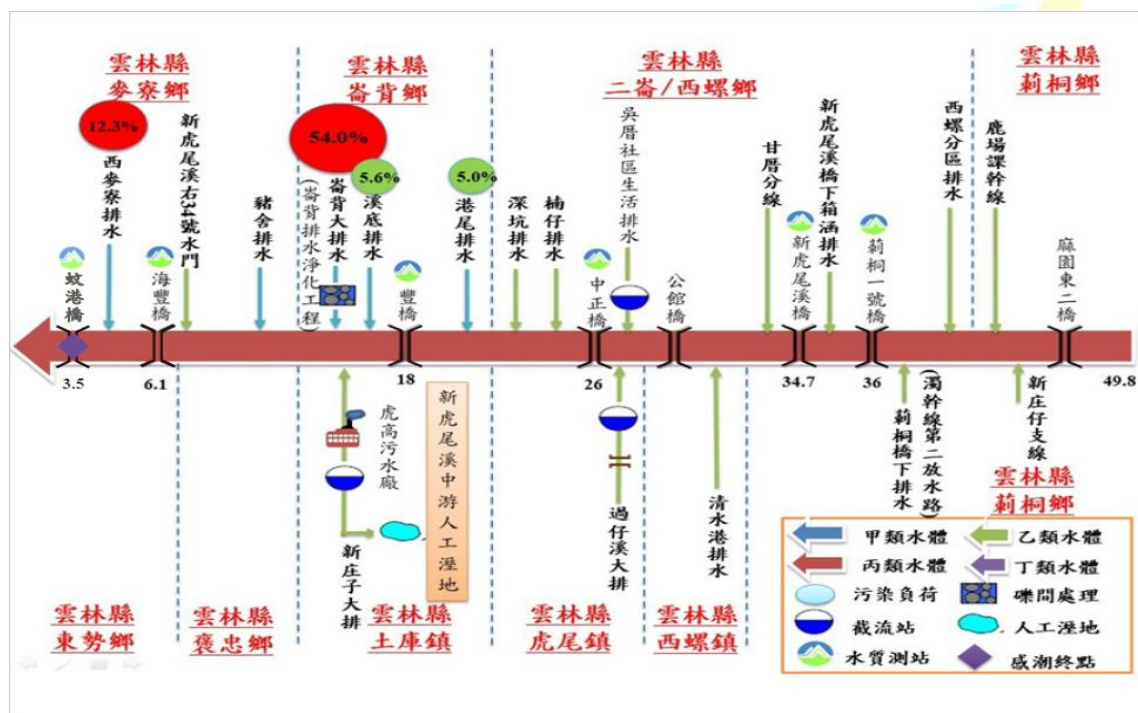 雲林縣
麥寮鄉
雲林縣
崙背鄉
雲林縣
二崙/西螺鄉
雲林縣
莿桐鄉
12.3%
西麥寮排水
新虎尾溪右34號水門
豬舍排水
54.0%
崙背大排水
(崙背排水淨化工程)
5.6%
溪底排水
5.0%
港尾排水
深坑排水
楠仔排水
吳厝社區生活排水
甘厝分線
新虎尾溪橋下箱涵排水
西螺分區排水
鹿場課幹線
蚊港橋
海豐橋
豐橋
中正橋
公館橋
新虎尾溪橋
莿桐一號橋
麻園東二橋
3.5
6.1
18
26
34.7
36
49.8
虎高污水廠
新庄子大排
新虎尾溪中游人工溼地
過仔溪大排
清水港排水
莿桐橋下排水
(濁幹線第二放水路)
新庄仔支線
雲林縣
莿桐鄉
雲林縣
東勢鄉
雲林縣
褒忠鄉
雲林縣
土庫鎮
雲林縣
虎尾鎮
雲林縣
西螺鎮
甲類水體
乙類水體
丙類水體
丁類水體
污染負荷
礫間處理
截流站
人工溼地
水質測站
感潮終點